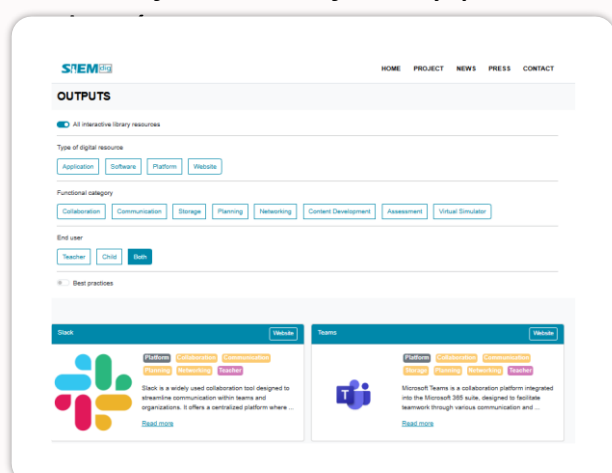 STEMdig
HOME PROJECT NEWS PRESS CONTACT
OUTPUTS
All interactive library resources
Type of digital resource
Application Software Platform Website
Functional category
Collaboration Communication Storage Planning Networking Content Development Assessment Virtual Simulator
End user
Teacher Child Both
Best practices
Slack Website
Platform Collaboration Communication
Planning Networking Teacher
Slack is a widely used collaboration tool designed to
streamline communication within teams and
organizations. It offers a centralized platform where ...
Read more
Teams Website
Platform Collaboration Communication
Storage Planning Networking Teacher
Microsoft Teams is a collaboration platform integrated
into the Microsoft 365 suite, designed to facilitate
teamwork through various communication and ...
Read more